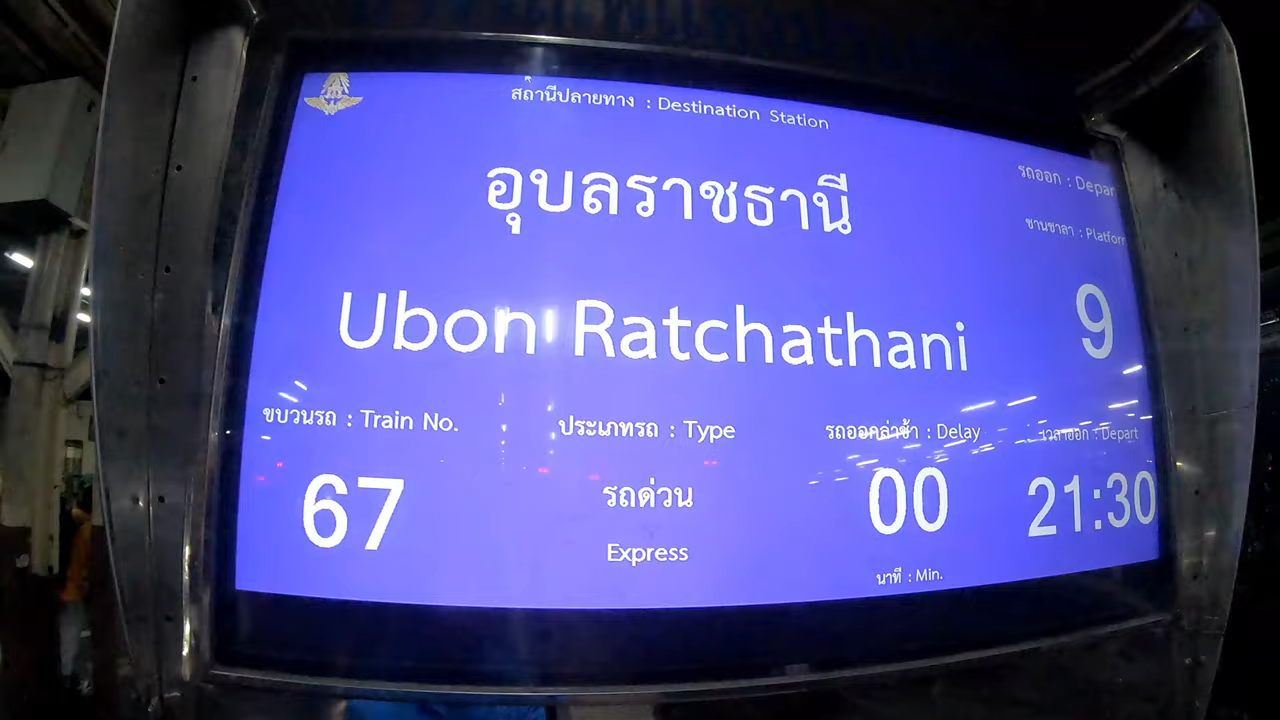 สถานีปลายทาง : Destination Station
อุบลราชธานี
รถออก : Depar
ชานชาลา : Platform
9
Ubon Ratchathani
ขบวนรถ : Train No.
67
ประเภทรถ : Type
รถด่วน
Express
รถออกล่าช้า : Delay
00
นาที : Min.
เวลาออก : Depart
21:30